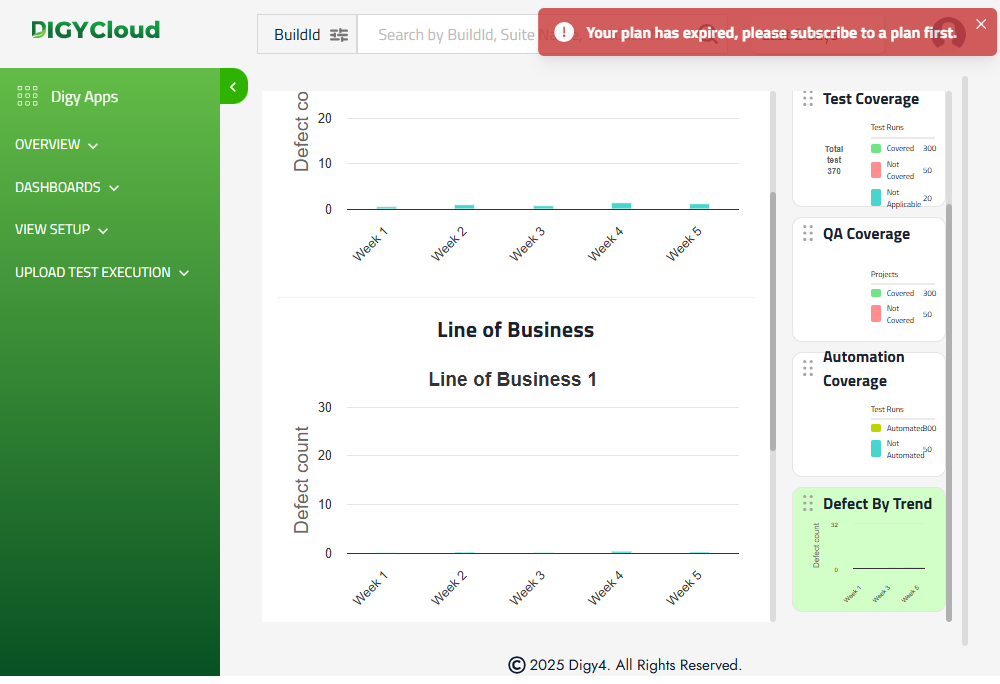 DIGYCloud
BuildId
Search by BuildId, Suite
Your plan has expired, please subscribe to a plan first.
Digy Apps
OVERVIEW
DASHBOARDS
VIEW SETUP
UPLOAD TEST EXECUTION
Defect co
20
10
0
Week 1
Week 2
Week 3
Week 4
Week 5
Line of Business
Line of Business 1
Defect count
30
20
10
0
Week 1
Week 2
Week 3
Week 4
Week 5
Test Coverage
Total
test
370
Test Runs
Covered 300
Not
Covered 50
Not
Applicable 20
QA Coverage
Projects
Covered 300
Not
Covered 50
Automation
Coverage
Test Runs
Automated 300
Not
Automated 50
Defect By Trend
Defect count
32
0
Week 1
Week 3
Week 5
© 2025 Digy4. All Rights Reserved.